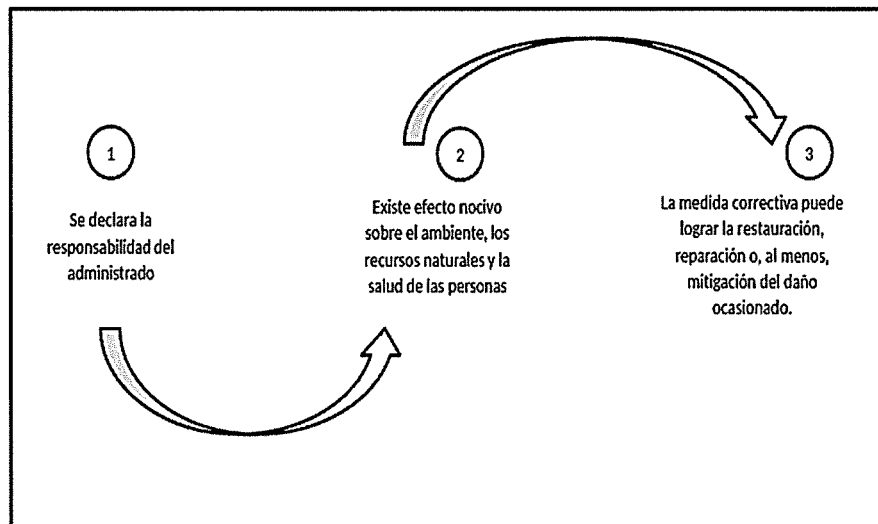 1
Se declara la
responsabilidad del
administrado
2
Existe efecto nocivo
sobre el ambiente, los
recursos naturales y la
salud de las personas
3
La medida correctiva puede
lograr la restauración,
reparación o, al menos,
mitigación del daño
ocasionado.